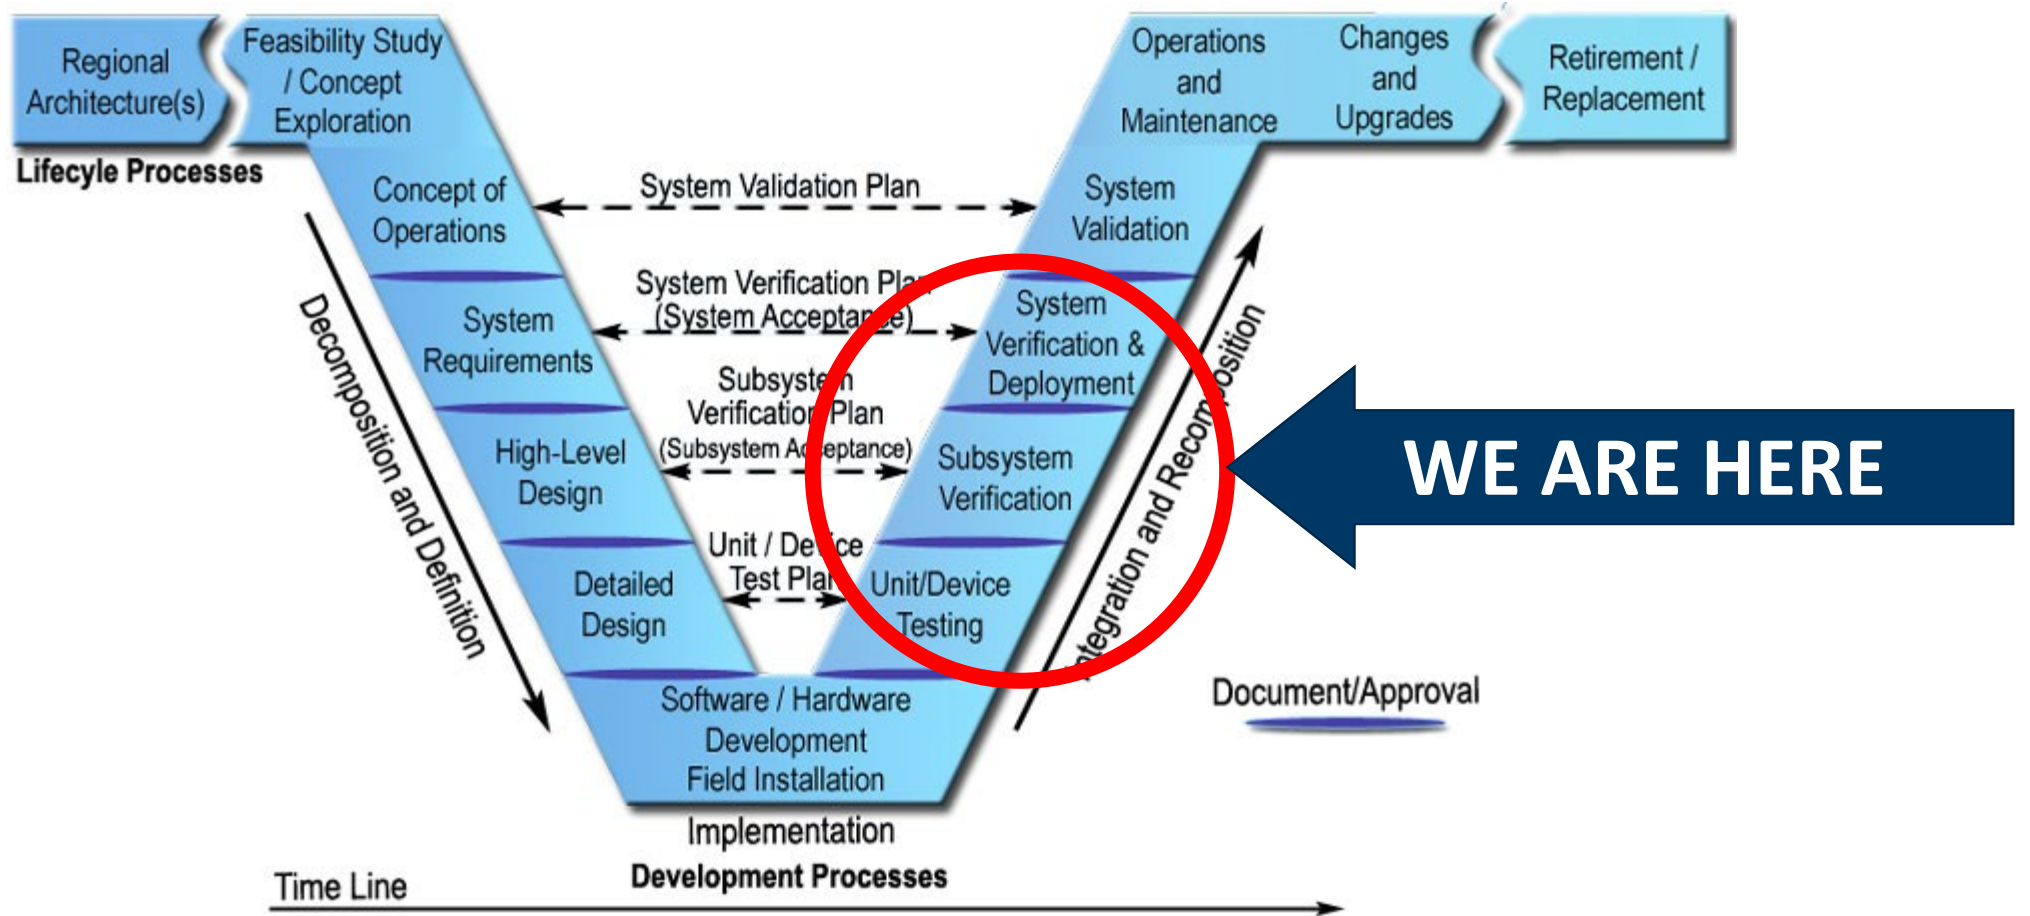 Regional
Architecture(s)
Feasibility Study
/ Concept
Exploration
Operations
and
Maintenance
Changes
and
Upgrades
Retirement /
Replacement
Lifecyle Processes
Concept of
Operations
System Validation Plan
System
Validation
System
Requirements
System Verification Plan
(System Acceptance)
System
Verification &
Deployment
High-Level
Design
Subsystem
Verification Plan
(Subsystem Acceptance)
Subsystem
Verification
Detailed
Design
Unit / Device
Test Plan
Unit/Device
Testing
Decomposition and Definition
Integration and Recomposition
WE ARE HERE
Software / Hardware
Development
Field Installation
Document/Approval
Implementation
Development Processes
Time Line